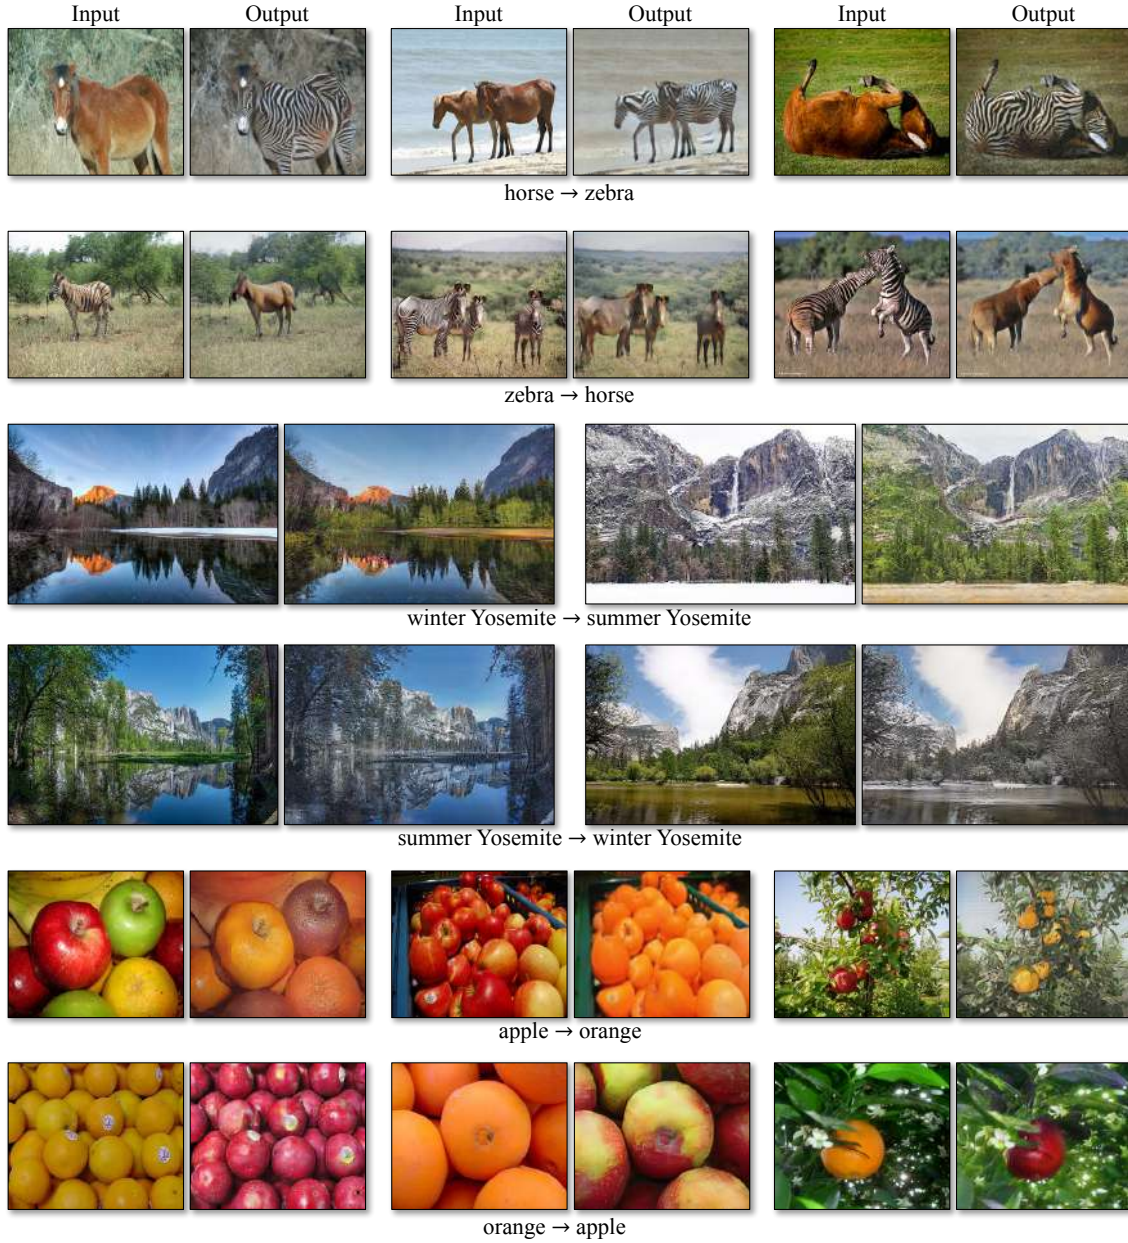 Input Output Input Output Input Output
horse → zebra
zebra → horse
winter Yosemite → summer Yosemite
summer Yosemite → winter Yosemite
apple → orange
orange → apple